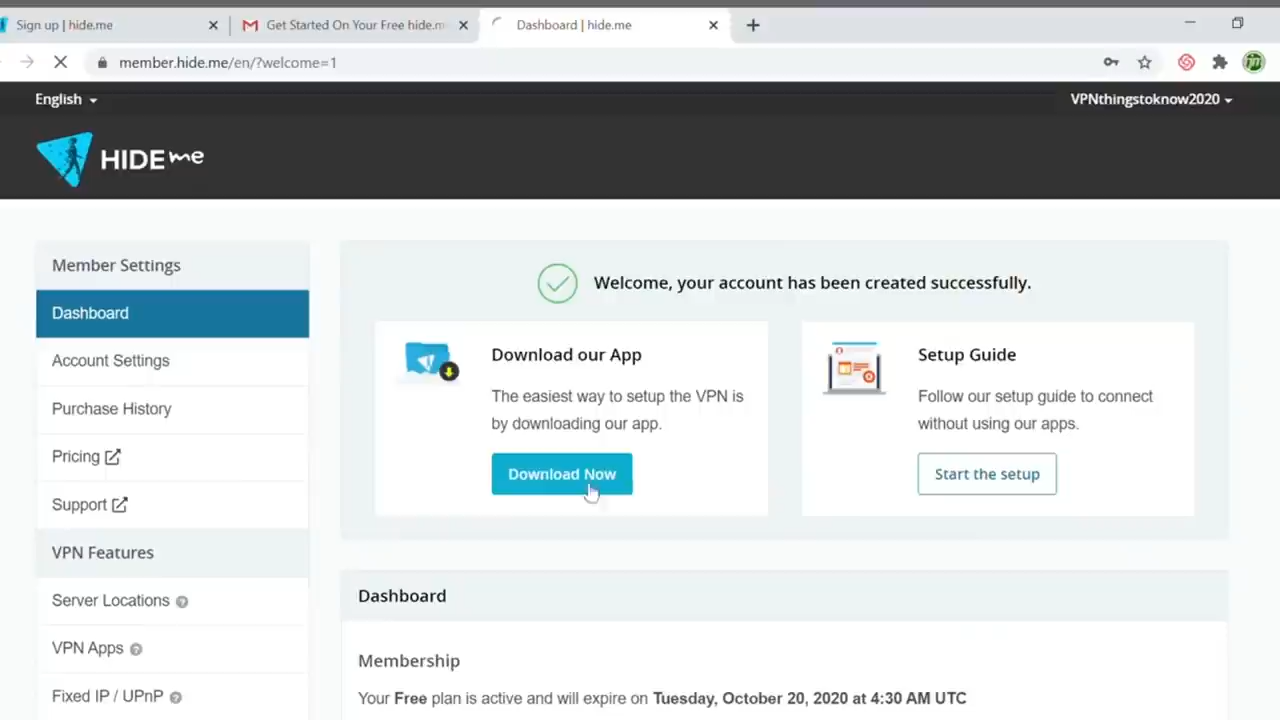 Sign up | hide.me
Get Started On Your Free hide.m
Dashboard | hide.me
member.hide.me/en/?welcome=1
English
VPNthingstoknow2020
HIDE me
Member Settings
Dashboard
Account Settings
Purchase History
Pricing
Support
VPN Features
Server Locations
VPN Apps
Fixed IP / UPnP
Welcome, your account has been created successfully.
Download our App
The easiest way to setup the VPN is
by downloading our app.
Download Now
Setup Guide
Follow our setup guide to connect
without using our apps.
Start the setup
Dashboard
Membership
Your Free plan is active and will expire on Tuesday, October 20, 2020 at 4:30 AM UTC